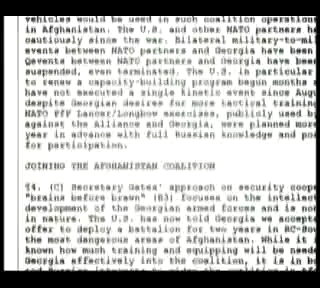 vehicles would be used in such coalition operations
in Afghanistan. The U.S. and other NATO partners h
cautiously since the war. Bilateral military-to-mil
events between NATO partners and Georgia have been
Qevents between NATO partners and Georgia have been
suspended, even terminated. The U.S. in particular
to renew a capacity-building program begun months
have not executed a single kinetic event since Augu
despite Georgian desires for more tactical training
NATO PfP Lancer/Longbow exercises, publicly used b
against the Alliance and Georgia, were planned more
year in advance with full Russian knowledge and po
for participation.
JOINING THE AFGHANISTAN COALITION
¶4. (C) Secretary Gates' approach on security coope
"brains before brawn" (B3) focuses on the intellect
development of the Georgian armed forces and is no
in nature. The U.S. has now told Georgia we accept
offer to deploy a battalion for two years in RC-Sou
the most dangerous areas of Afghanistan. While it
known how much training and equipping will be neede
Georgia effectively into the coalition, it is in